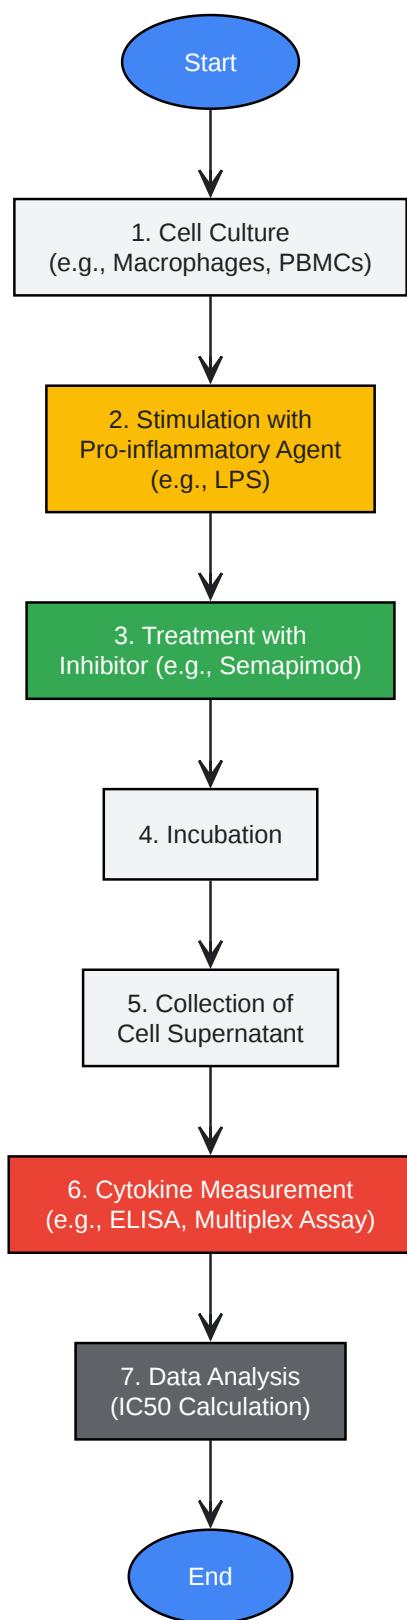 Start
1. Cell Culture
(e.g., Macrophages, PBMCs)
2. Stimulation with
Pro-inflammatory Agent
(e.g., LPS)
3. Treatment with
Inhibitor (e.g., Semapimod)
4. Incubation
5. Collection of
Cell Supernatant
6. Cytokine Measurement
(e.g., ELISA, Multiplex Assay)
7. Data Analysis
(IC50 Calculation)
End